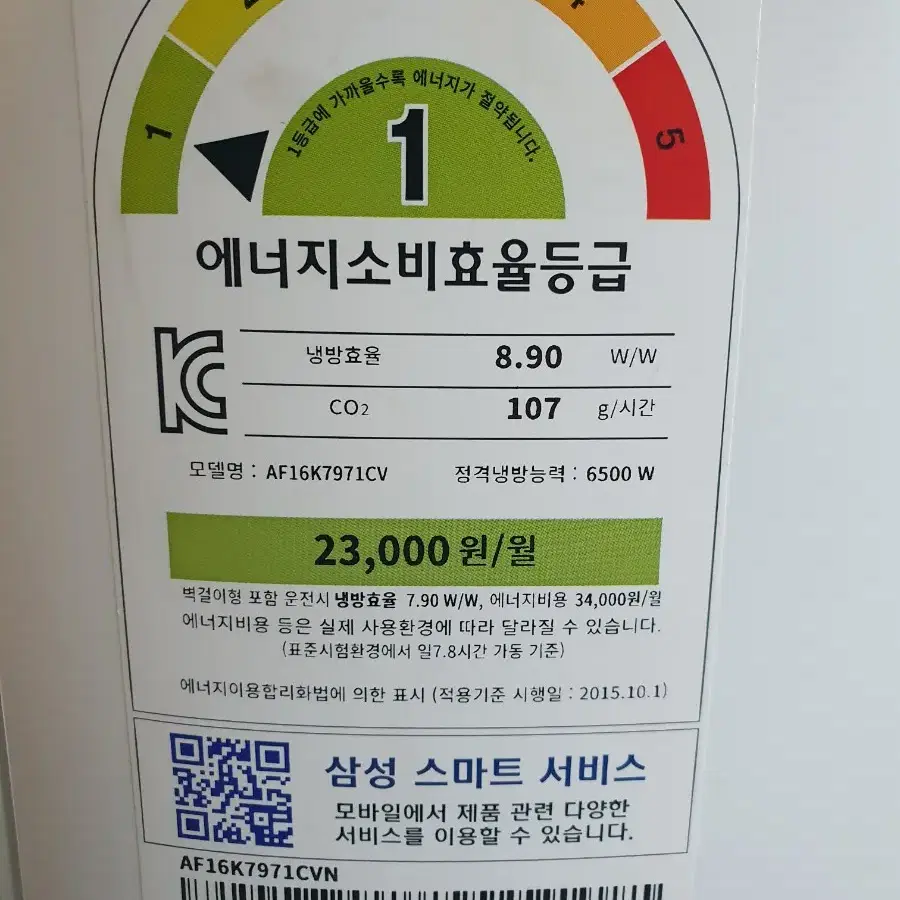 1
5
1등급에 가까울수록 에너지가 절약됩니다.
1
에너지소비효율등급
냉방효율 8.90 W/W
CO2 107 g/시간
모델명 : AF16K7971CV 정격냉방능력 : 6500 W
23,000 원/월
벽걸이형 포함 운전시 냉방효율 7.90 W/W, 에너지비용 34,000원/월
에너지비용 등은 실제 사용환경에 따라 달라질 수 있습니다.
(표준시험환경에서 일7.8시간 가동 기준)
에너지이용합리화법에 의한 표시 (적용기준 시행일 : 2015.10.1)
삼성 스마트 서비스
모바일에서 제품 관련 다양한
서비스를 이용할 수 있습니다.
AF16K7971CVN